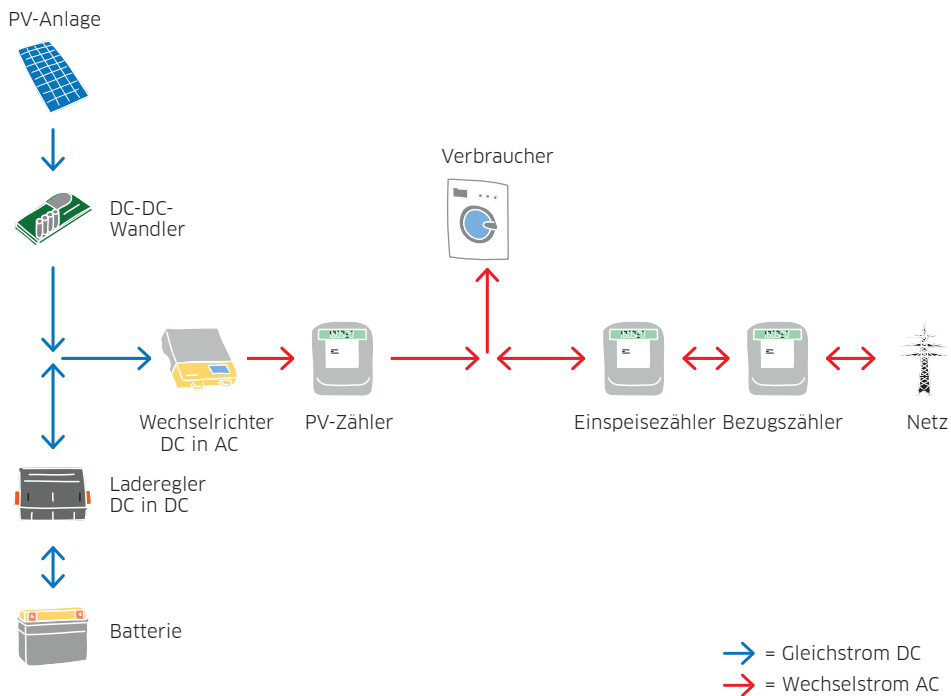 PV-Anlage
Verbraucher
DC-DC-
Wandler
Wechselrichter
DC in AC
PV-Zähler
Einspeisezähler
Bezugszähler
Netz
Laderegler
DC in DC
Batterie
= Gleichstrom DC
= Wechselstrom AC